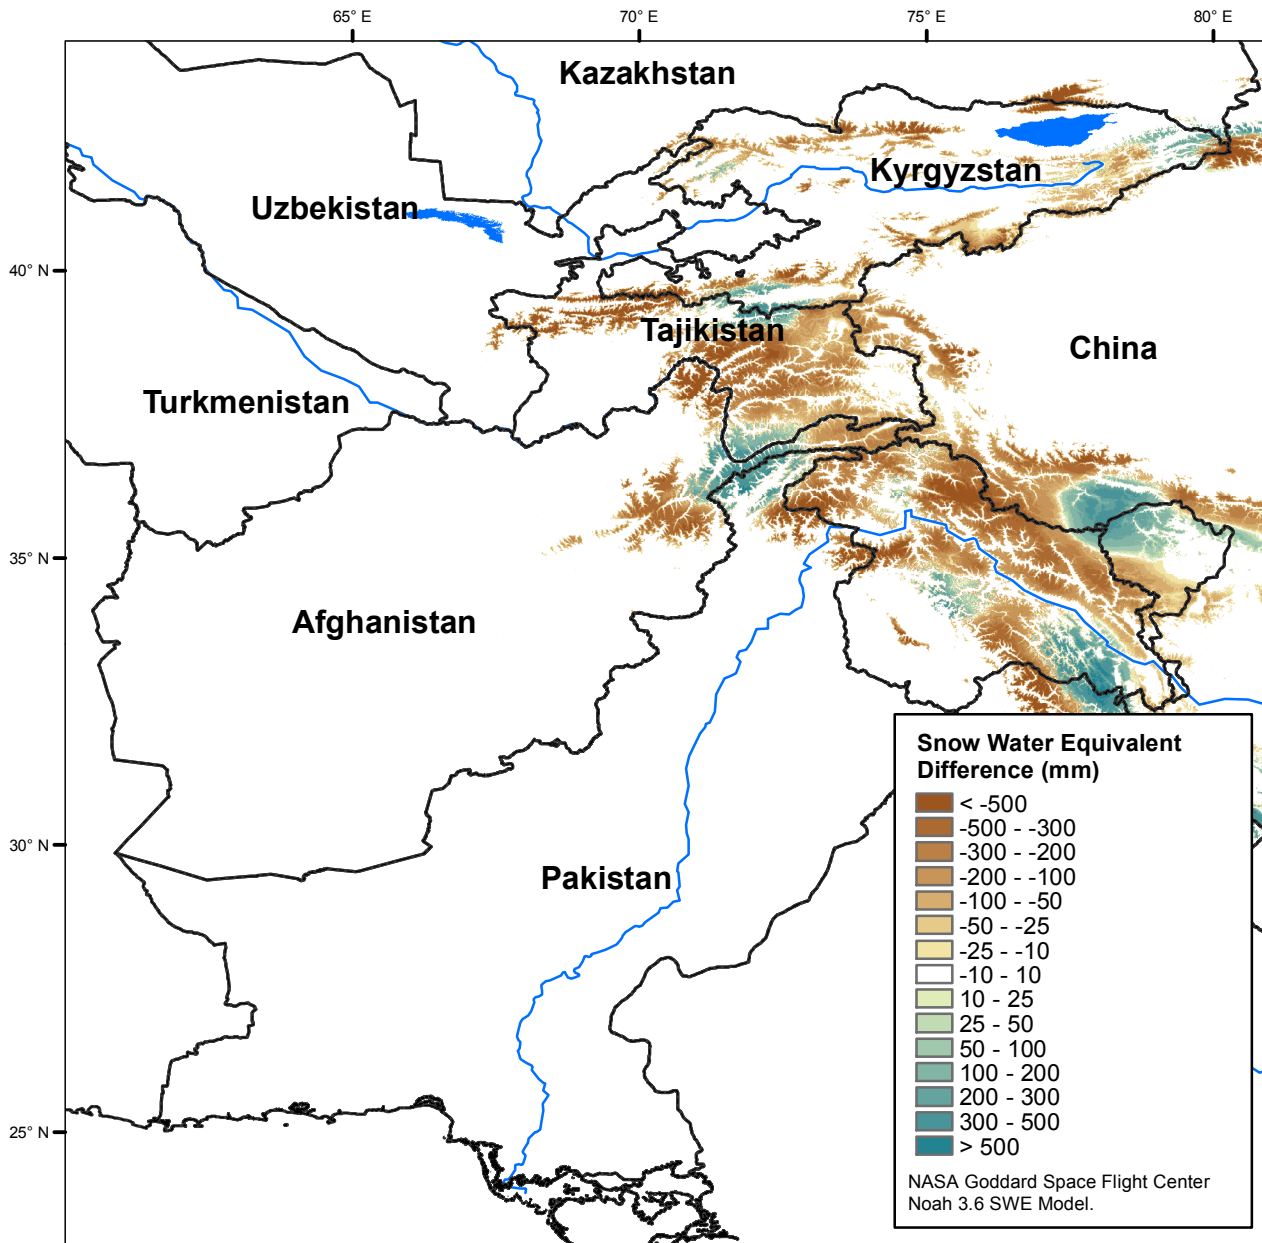 65° E
70° E
75° E
80° E
Kazakhstan
Kyrgyzstan
Uzbekistan
40° N
Tajikistan
China
Turkmenistan
35° N
Afghanistan
Snow Water Equivalent
Difference (mm)
< -500
-500 - -300
-300 - -200
-200 - -100
-100 - -50
-50 - -25
-25 - -10
-10 - 10
10 - 25
25 - 50
50 - 100
100 - 200
200 - 300
300 - 500
> 500
NASA Goddard Space Flight Center
Noah 3.6 SWE Model.
30° N
Pakistan
25° N